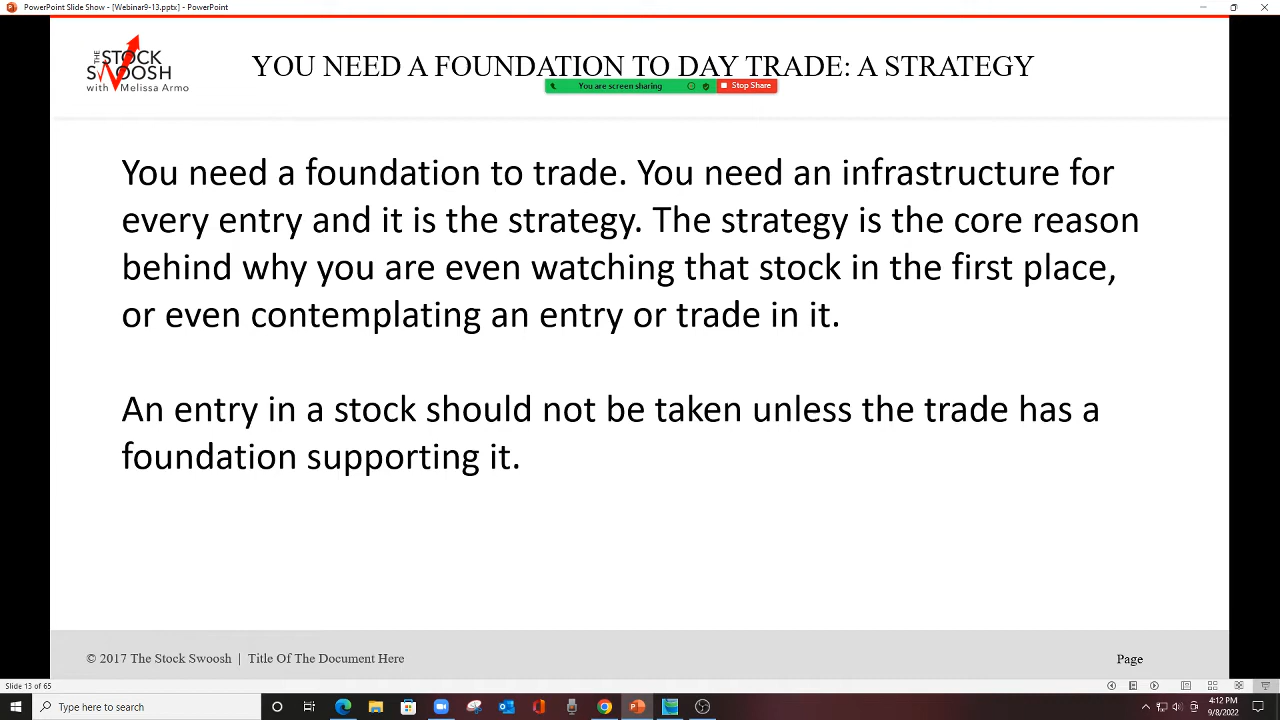 PowerPoint Slide Show - [Webinar9-13.pptx] - PowerPoint
THE STOCK
SWOOSH
with Melissa Armo
YOU NEED A FOUNDATION TO DAY TRADE: A STRATEGY
You are screen sharing
Stop Share
You need a foundation to trade. You need an infrastructure for
every entry and it is the strategy. The strategy is the core reason
behind why you are even watching that stock in the first place,
or even contemplating an entry or trade in it.
An entry in a stock should not be taken unless the trade has a
foundation supporting it.
© 2017 The Stock Swoosh | Title Of The Document Here
Page
Slide 13 of 65
Type here to search
4:12 PM
9/8/2022